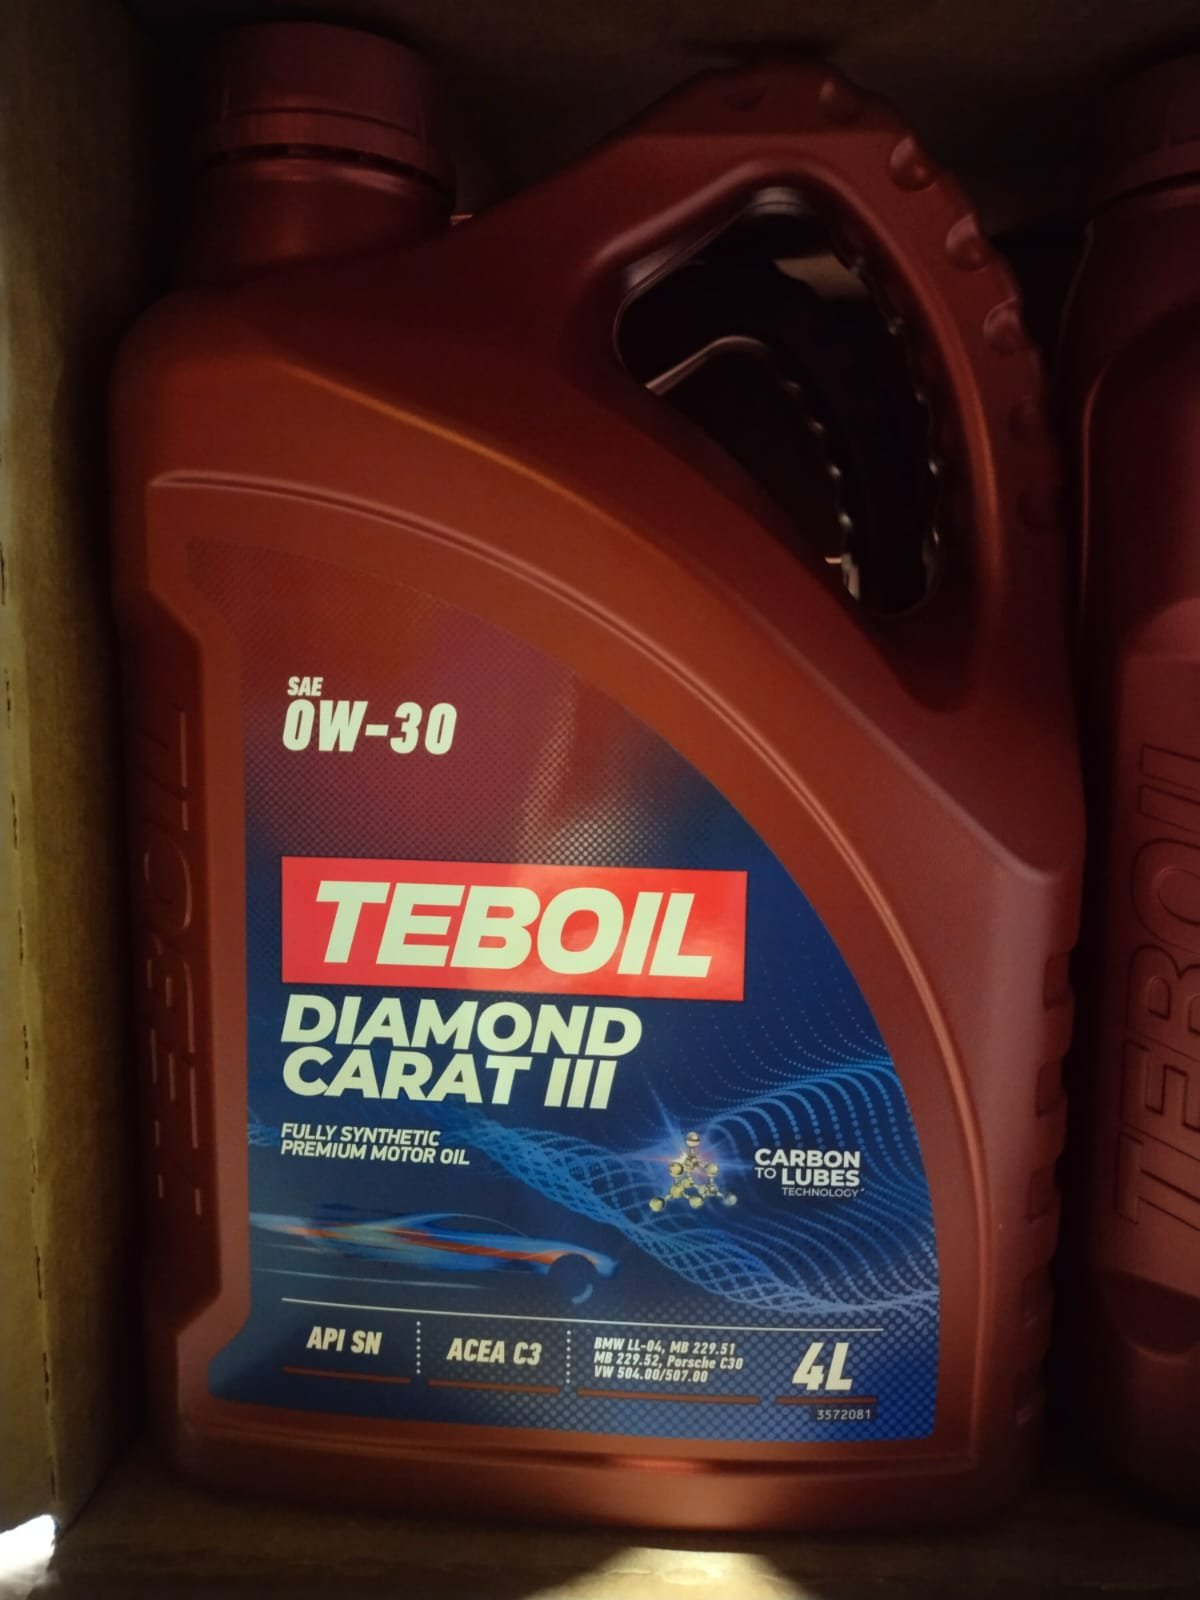 SAE
0W-30
TEBOIL
DIAMOND
CARAT III
FULLY SYNTHETIC
PREMIUM MOTOR OIL
CARBON
TO LUBES
TECHNOLOGY
API SN
ACEA C3
BMW LL-04, MB 229.51
MB 229.52, Porsche C30
VW 504.00/507.00
4L
3572081
TEBOIL
TEBOIL